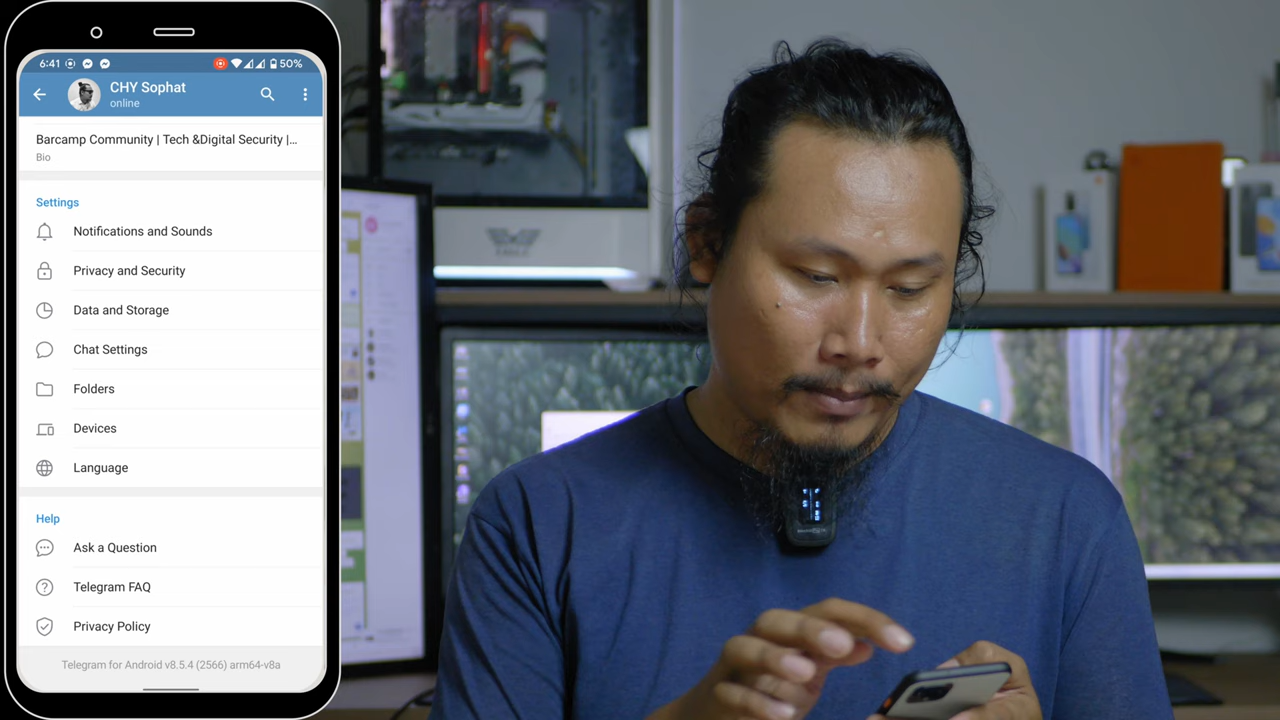 6:41
50%
CHY Sophat
online
Barcamp Community | Tech &Digital Security |...
Bio
Settings
Notifications and Sounds
Privacy and Security
Data and Storage
Chat Settings
Folders
Devices
Language
Help
Ask a Question
Telegram FAQ
Privacy Policy
Telegram for Android v8.5.4 (2566) arm64-v8a